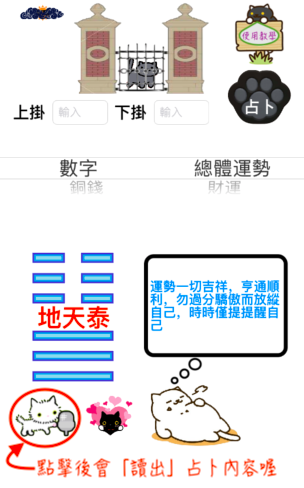 使用教學
占卜
上掛 輸入 下掛 輸入
數字 總體運勢
銅錢 財運
地天泰
運勢一切吉祥，亨通順
利，勿過分驕傲而放縱
自己，時時僅提提醒自
己
點擊後會「讀出」占卜內容喔